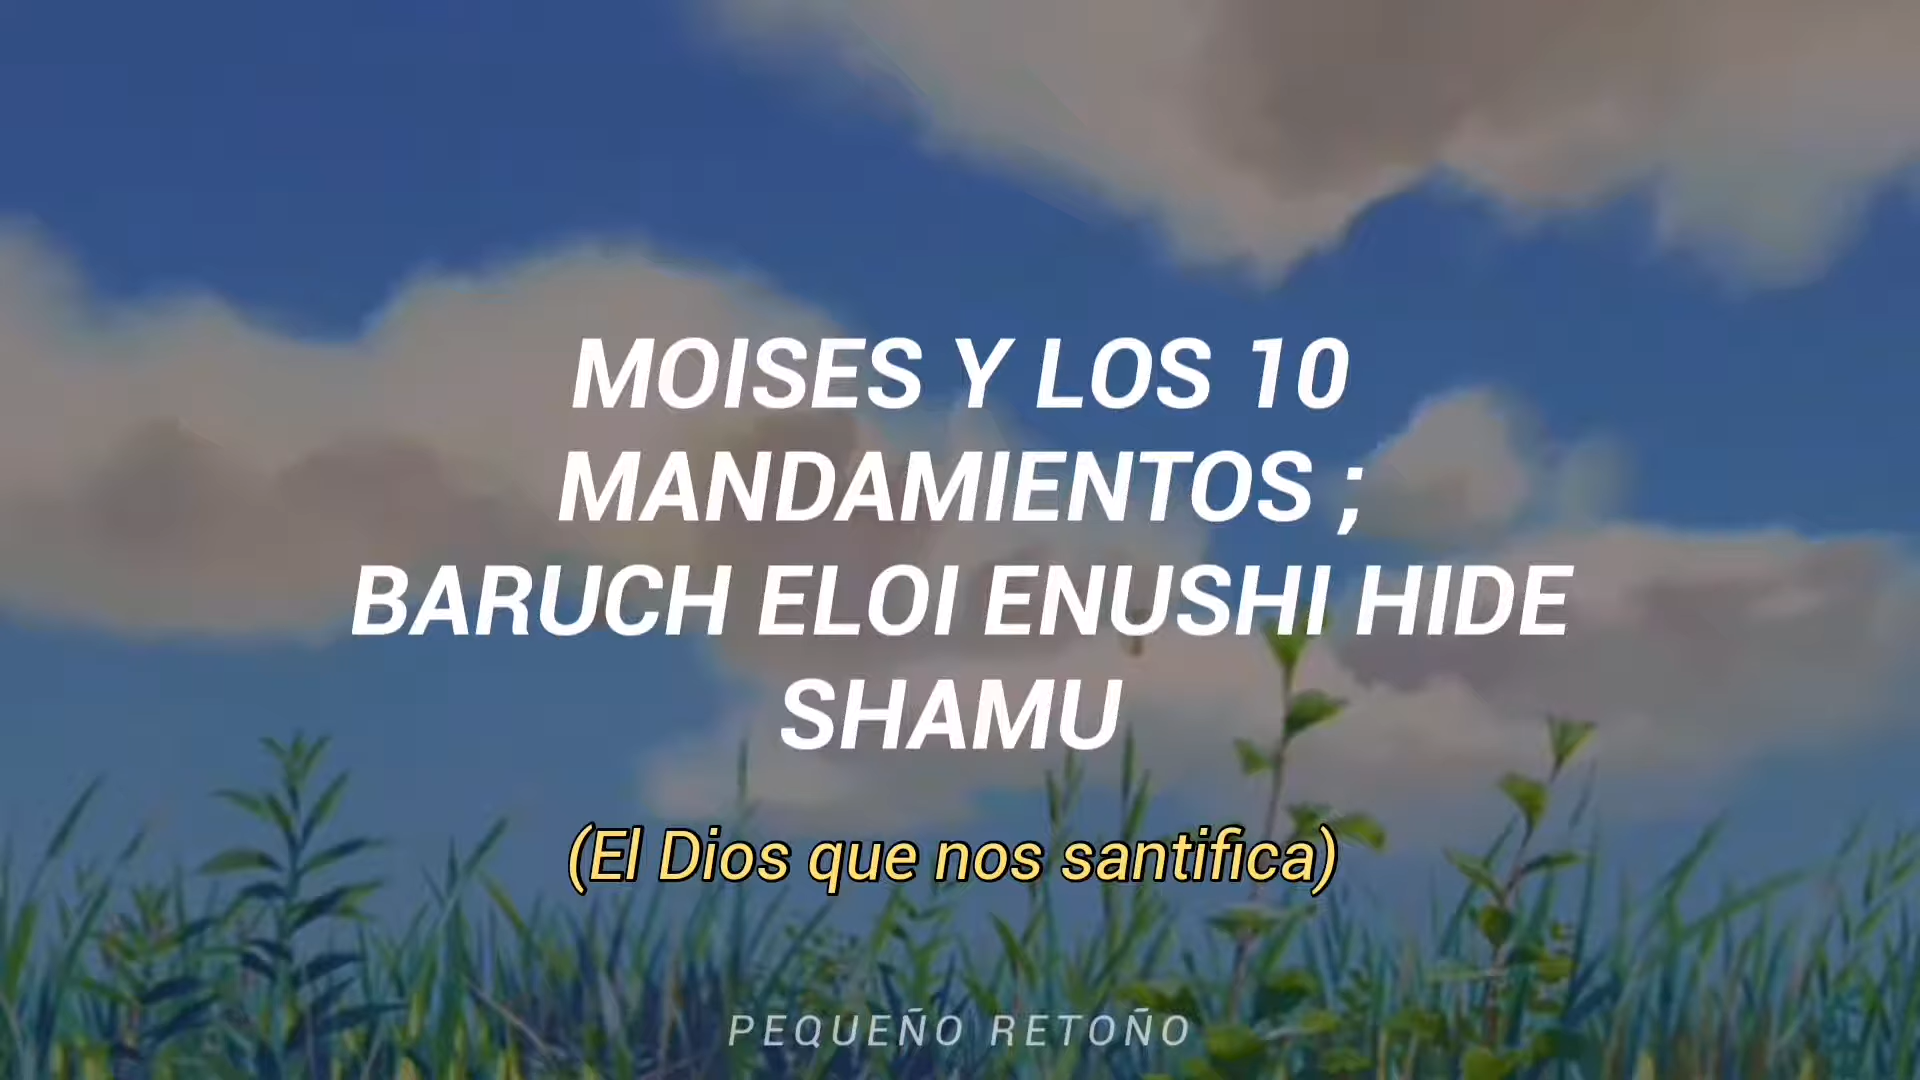 MOISES Y LOS 10
MANDAMIENTOS ;
BARUCH ELOI ENUSHI HIDE
SHAMU
(El Dios que nos santifica)
PEQUEÑO RETOÑO